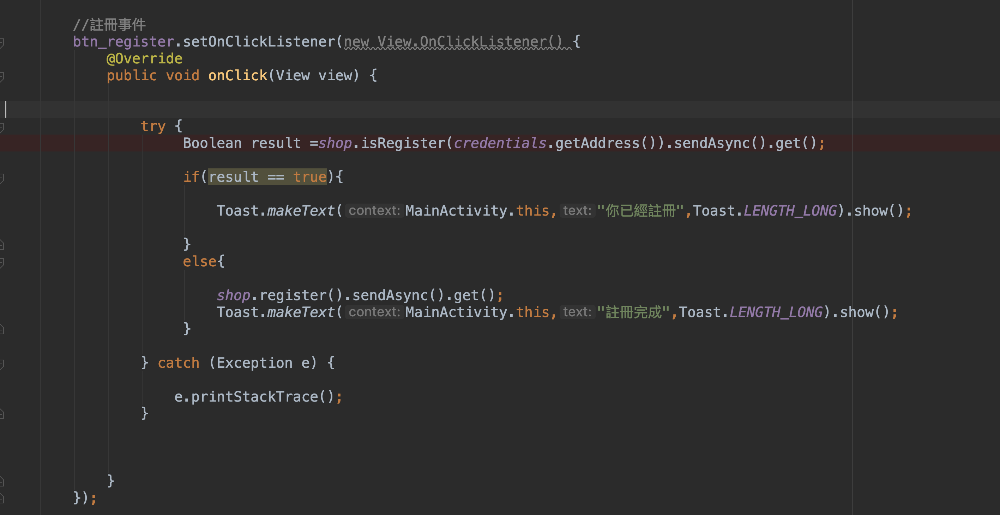 //註冊事件
btn_register.setOnClickListener(new View.OnClickListener() {
@Override
public void onClick(View view) {
try {
Boolean result =shop.isRegister(credentials.getAddress()).sendAsync().get();
if(result == true){
Toast.makeText( context: MainActivity.this, text: "你已經註冊",Toast.LENGTH_LONG).show();
}
else{
shop.register().sendAsync().get();
Toast.makeText( context: MainActivity.this, text: "註冊完成",Toast.LENGTH_LONG).show();
}
} catch (Exception e) {
e.printStackTrace();
}
}
});